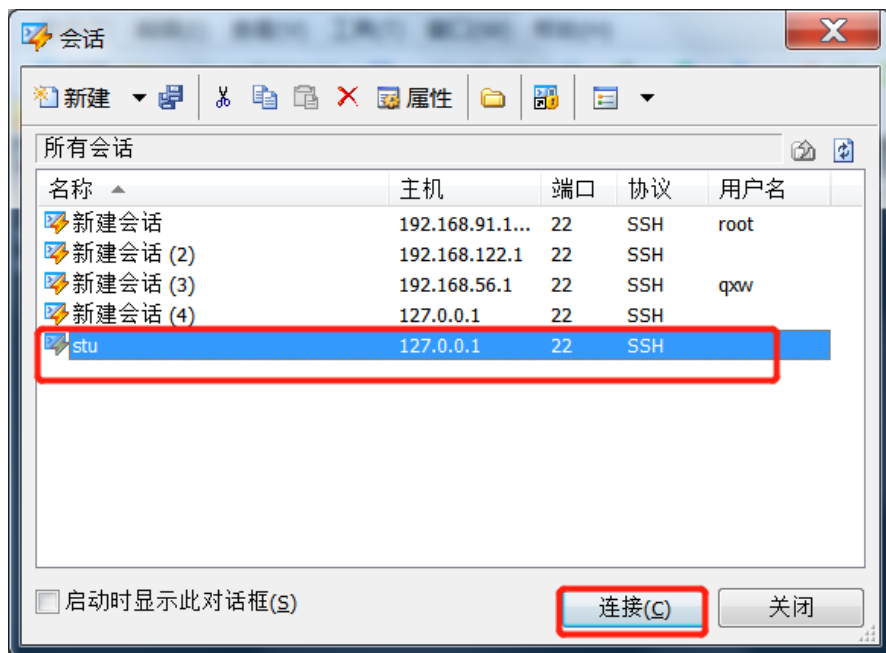 会话
新建 属性
所有会话
名称 主机 端口 协议 用户名
新建会话 192.168.91.1... 22 SSH root
新建会话 (2) 192.168.122.1 22 SSH
新建会话 (3) 192.168.56.1 22 SSH qxw
新建会话 (4) 127.0.0.1 22 SSH
stu 127.0.0.1 22 SSH
启动时显示此对话框(S) 连接(C) 关闭